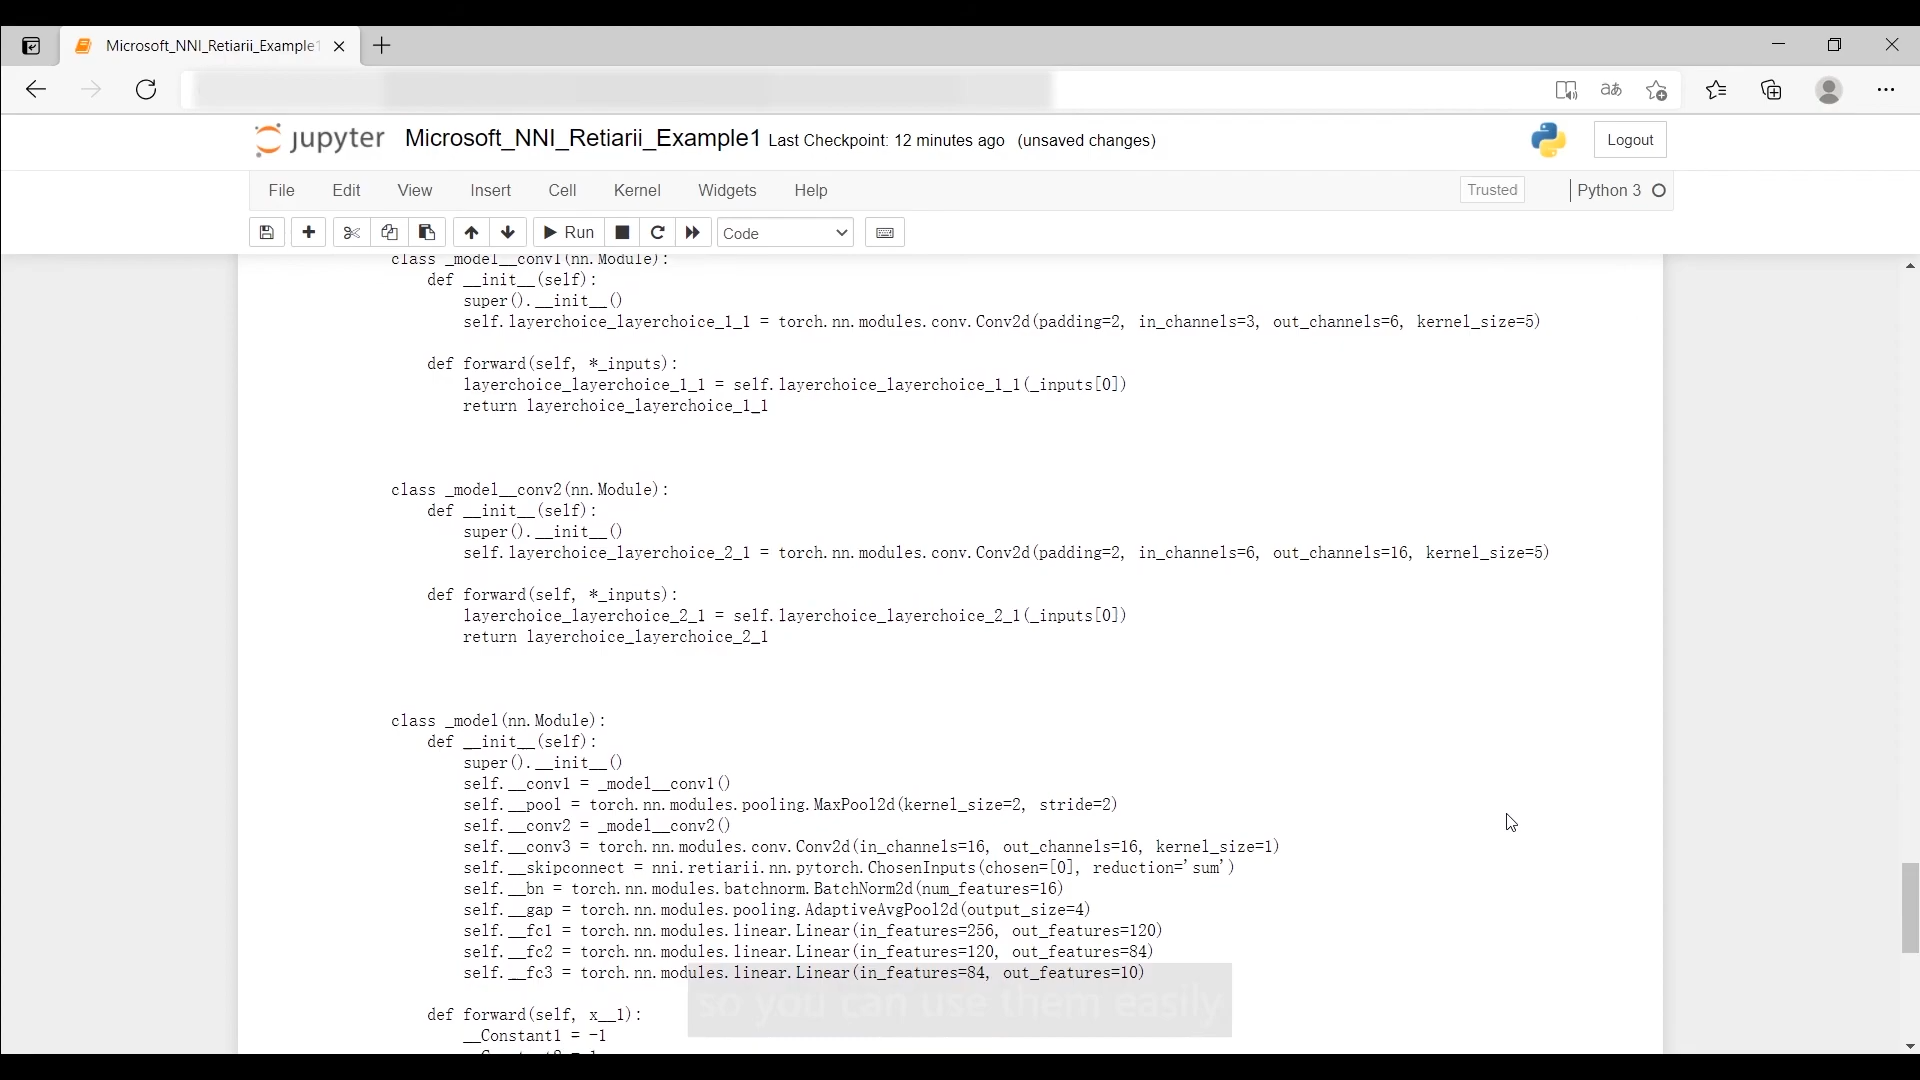 Microsoft_NNI_Retiarii_Example1
jupyter Microsoft_NNI_Retiarii_Example1 Last Checkpoint: 12 minutes ago (unsaved changes)
Logout
File Edit View Insert Cell Kernel Widgets Help
Trusted
Python 3
Run
Code
class _model__conv1(nn.Module):
def __init__(self):
super().__init__()
self.layerchoice_layerchoice_1_1 = torch.nn.modules.conv.Conv2d(padding=2, in_channels=3, out_channels=6, kernel_size=5)
def forward(self, *_inputs):
layerchoice_layerchoice_1_1 = self.layerchoice_layerchoice_1_1(_inputs[0])
return layerchoice_layerchoice_1_1
class _model__conv2(nn.Module):
def __init__(self):
super().__init__()
self.layerchoice_layerchoice_2_1 = torch.nn.modules.conv.Conv2d(padding=2, in_channels=6, out_channels=16, kernel_size=5)
def forward(self, *_inputs):
layerchoice_layerchoice_2_1 = self.layerchoice_layerchoice_2_1(_inputs[0])
return layerchoice_layerchoice_2_1
class _model(nn.Module):
def __init__(self):
super().__init__()
self.__conv1 = _model__conv1()
self.__pool = torch.nn.modules.pooling.MaxPool2d(kernel_size=2, stride=2)
self.__conv2 = _model__conv2()
self.__conv3 = torch.nn.modules.conv.Conv2d(in_channels=16, out_channels=16, kernel_size=1)
self.__skipconnect = nni.retiarii.nn.pytorch.ChosenInputs(chosen=[0], reduction='sum')
self.__bn = torch.nn.modules.batchnorm.BatchNorm2d(num_features=16)
self.__gap = torch.nn.modules.pooling.AdaptiveAvgPool2d(output_size=4)
self.__fc1 = torch.nn.modules.linear.Linear(in_features=256, out_features=120)
self.__fc2 = torch.nn.modules.linear.Linear(in_features=120, out_features=84)
self.__fc3 = torch.nn.modules.linear.Linear(in_features=84, out_features=10)
so you can use them easily
def forward(self, x__1):
__Constant1 = -1